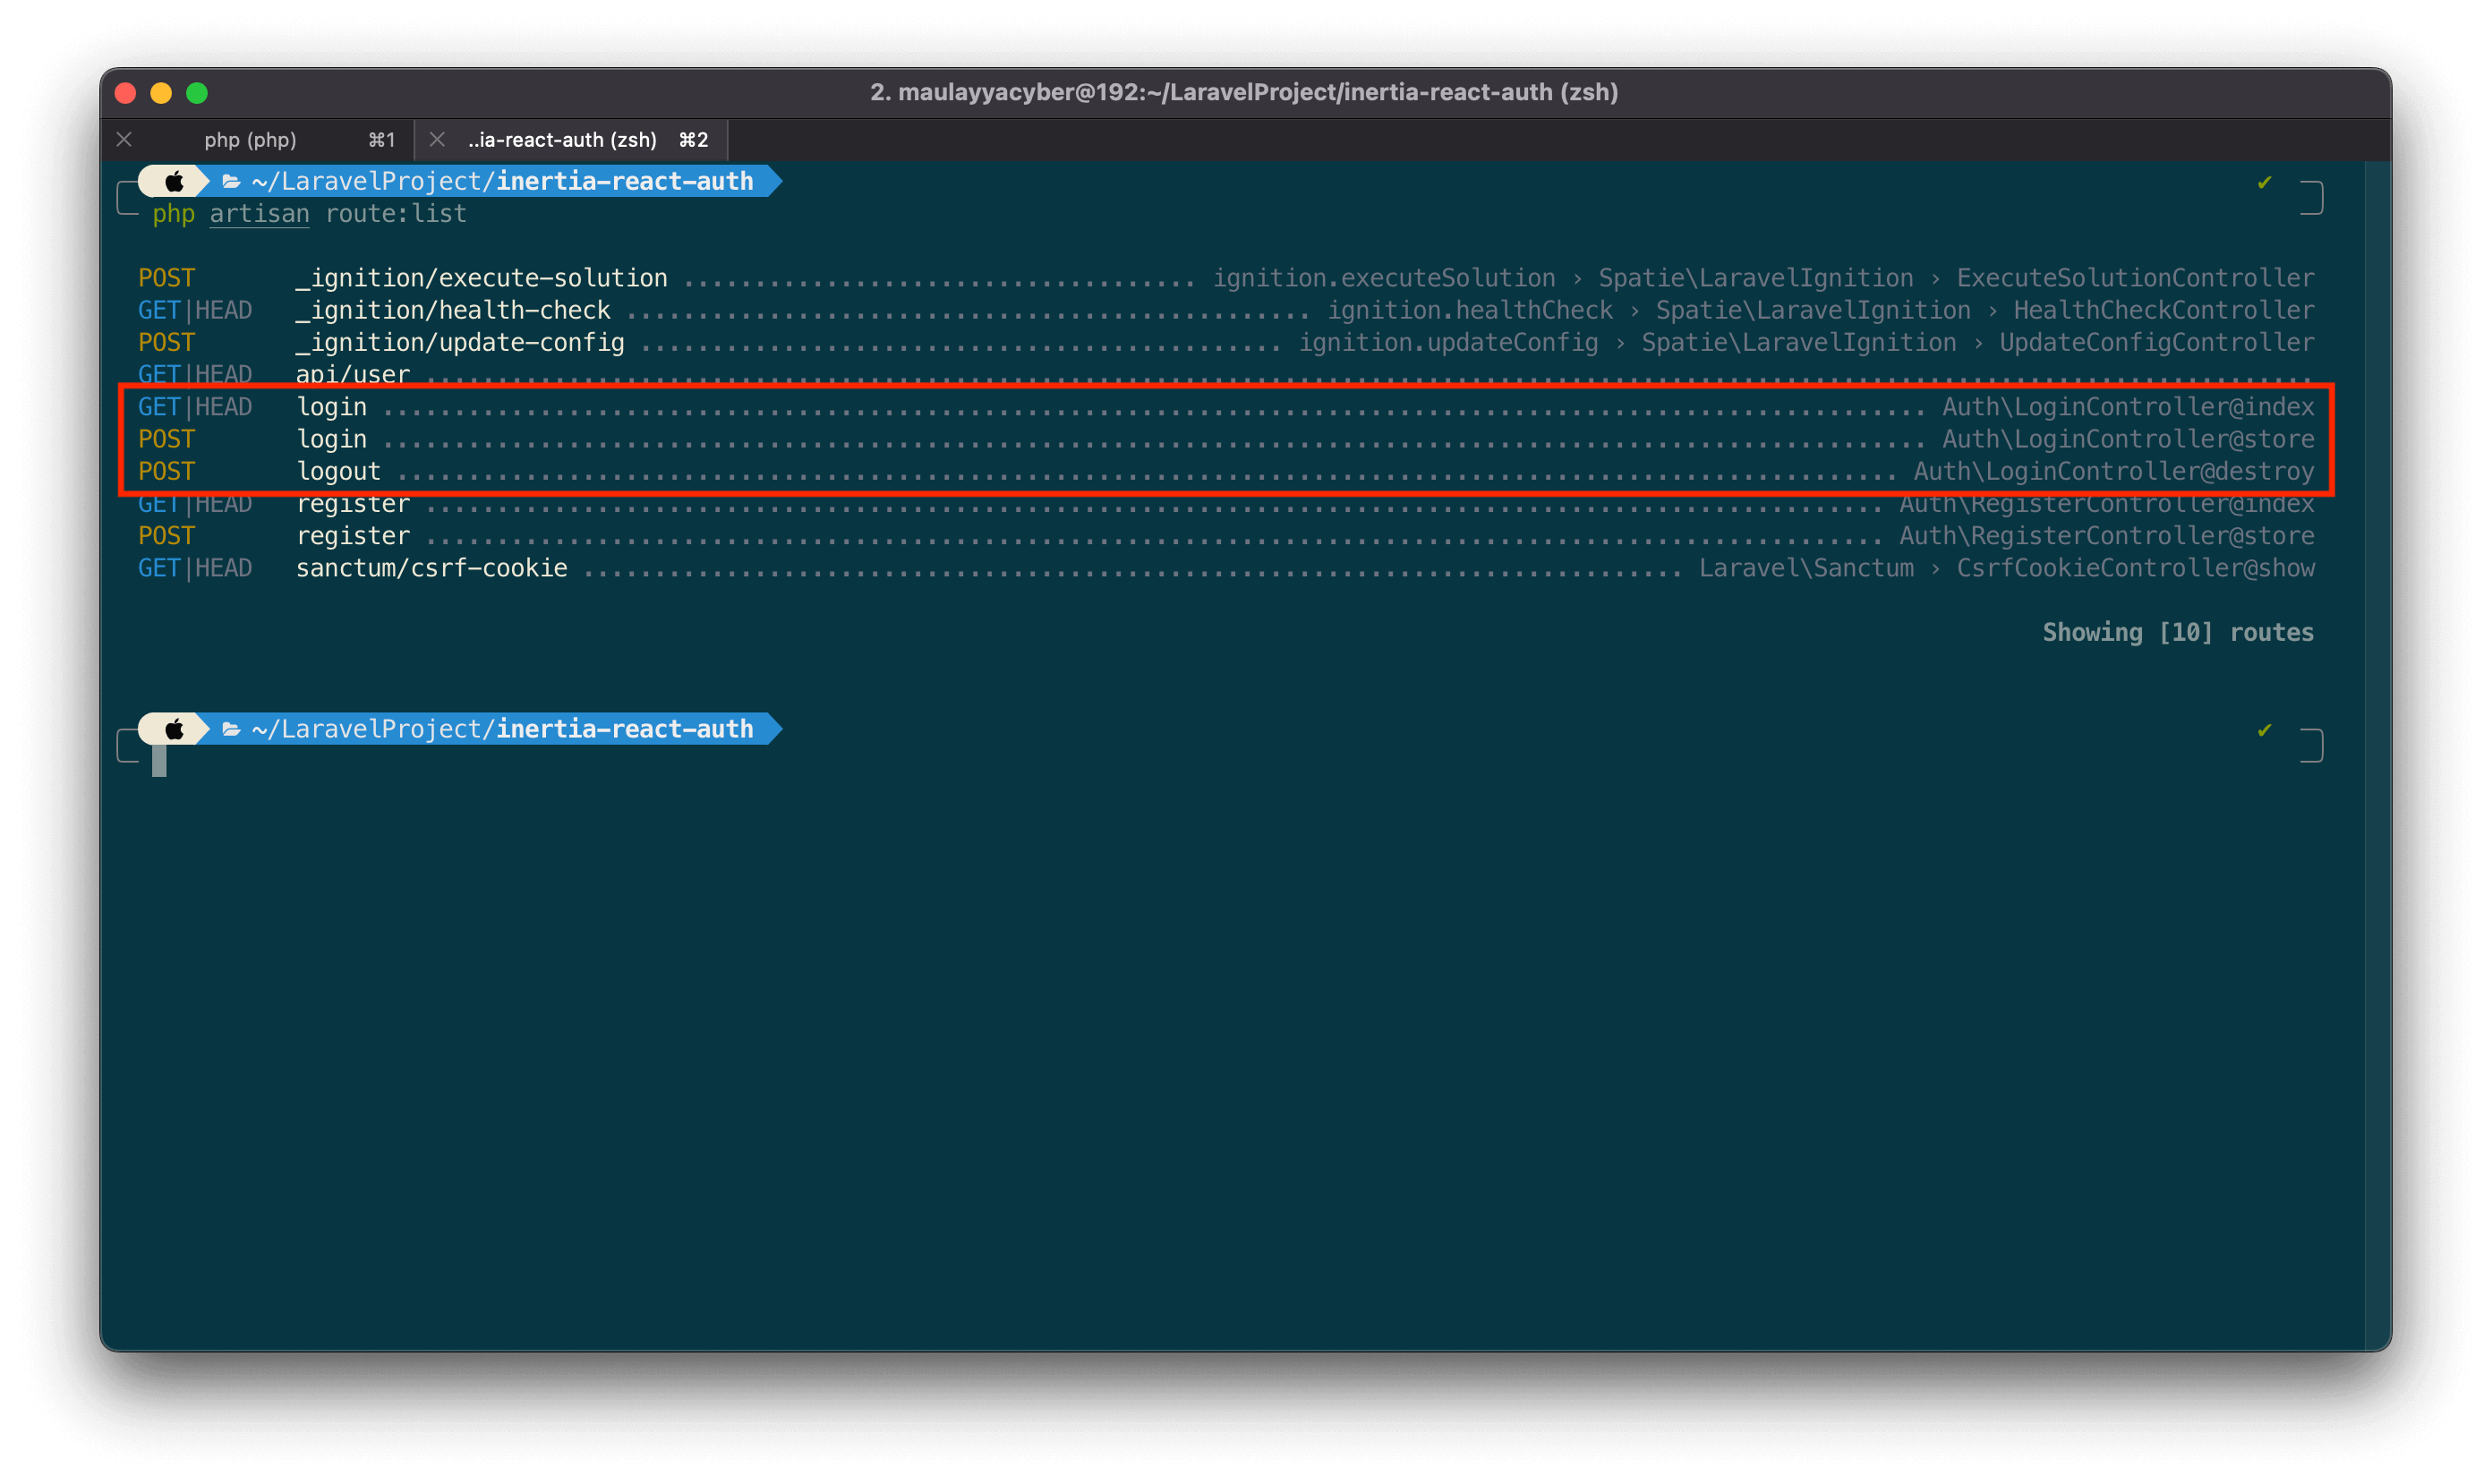 2. maulayyacyber@192:~/LaravelProject/inertia-react-auth (zsh)
php (php) ⌘1 ..ia-react-auth (zsh) ⌘2
~/LaravelProject/inertia-react-auth ✔
php artisan route:list
POST _ignition/execute-solution .................................... ignition.executeSolution › Spatie\LaravelIgnition › ExecuteSolutionController
GET|HEAD _ignition/health-check ................................................ ignition.healthCheck › Spatie\LaravelIgnition › HealthCheckController
POST _ignition/update-config ............................................. ignition.updateConfig › Spatie\LaravelIgnition › UpdateConfigController
GET|HEAD api/user ....................................................................................................................................
GET|HEAD login ............................................................................................................ Auth\LoginController@index
POST login ............................................................................................................ Auth\LoginController@store
POST logout ......................................................................................................... Auth\LoginController@destroy
GET|HEAD register ...................................................................................................... Auth\RegisterController@index
POST register ...................................................................................................... Auth\RegisterController@store
GET|HEAD sanctum/csrf-cookie ............................................................................. Laravel\Sanctum › CsrfCookieController@show
Showing [10] routes
~/LaravelProject/inertia-react-auth ✔